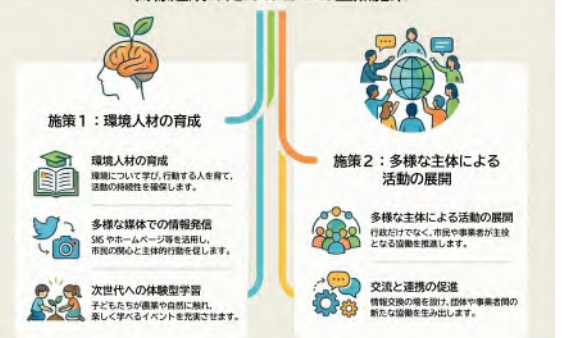 施策1：環境人材の育成
環境人材の育成
環境について学び、行動する人を育て、
活動の持続性を確保します。
多様な媒体での情報発信
SNS やホームページ等を活用し、
市民の関心と主体的行動を促します。
次世代への体験型学習
子どもたちが農業や自然に触れ、
楽しく学べるイベントを充実させます。
施策2：多様な主体による
活動の展開
多様な主体による活動の展開
行政だけでなく、市民や事業者が主役
となる協働を推進します。
交流と連携の促進
情報交換の場を設け、団体や事業者間の
新たな協働を生み出します。